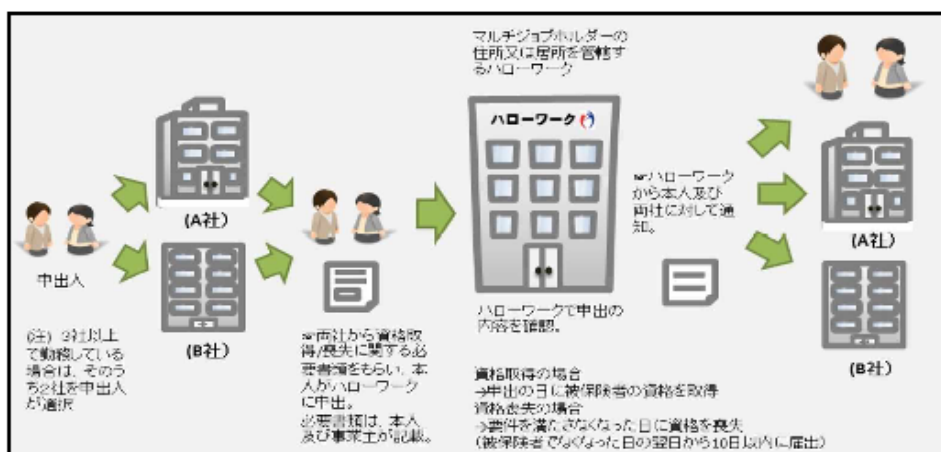 中出人
(注) 3社以上
で勤務している
場合は、そのう
ち2社を申出人
が選択
(A社)
(B社)
☞両社から資格取
得/喪失に関する必
要書類をもらい、本
人がハローワーク
に申出。
必要書類は、本人
及び事業主が記載。
マルチジョブホルダーの
住所又は居所を管轄す
るハローワーク
ハローワーク
ハローワークで申出の
内容を確認。
資格取得の場合
→申出の日に被保険者の資格を取得
資格喪失の場合
→要件を満たさなくなった日に資格を喪失
(被保険者でなくなった日の翌日から10日以内に届出)
☞ハローワーク
から本人及び
両社に対して通
知。
(A社)
(B社)